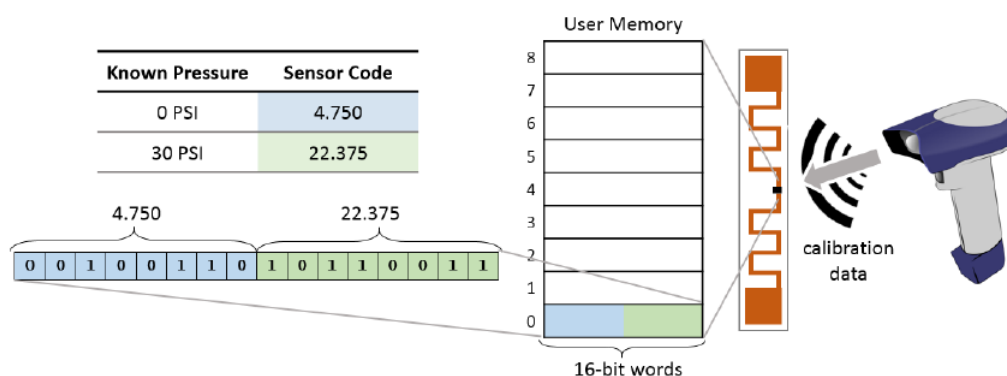 User Memory
Known Pressure Sensor Code
0 PSI 4.750
30 PSI 22.375
8
7
6
5
4
3
2
1
0
4.750 22.375
0 0 1 0 0 1 1 0 1 0 1 1 0 0 1 1
calibration
data
16-bit words